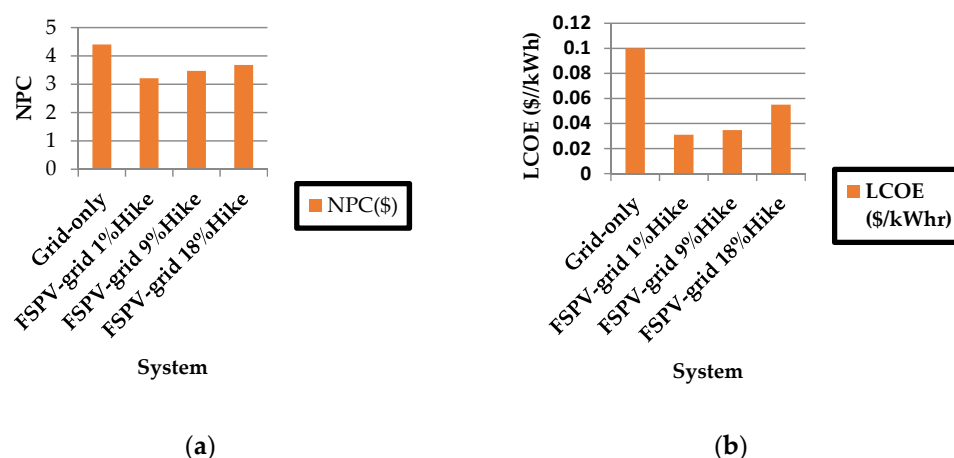 5
4
3
2
1
0
NPC
Grid-only
FSPV-grid 1%Hike
FSPV-grid 9%Hike
FSPV-grid 18%Hike
System
NPC($)
(a)
0.12
0.1
0.08
0.06
0.04
0.02
0
LCOE ($//kWh)
Grid-only
FSPV-grid 1%Hike
FSPV-grid 9%Hike
FSPV-grid 18%Hike
System
LCOE
($/kWhr)
(b)